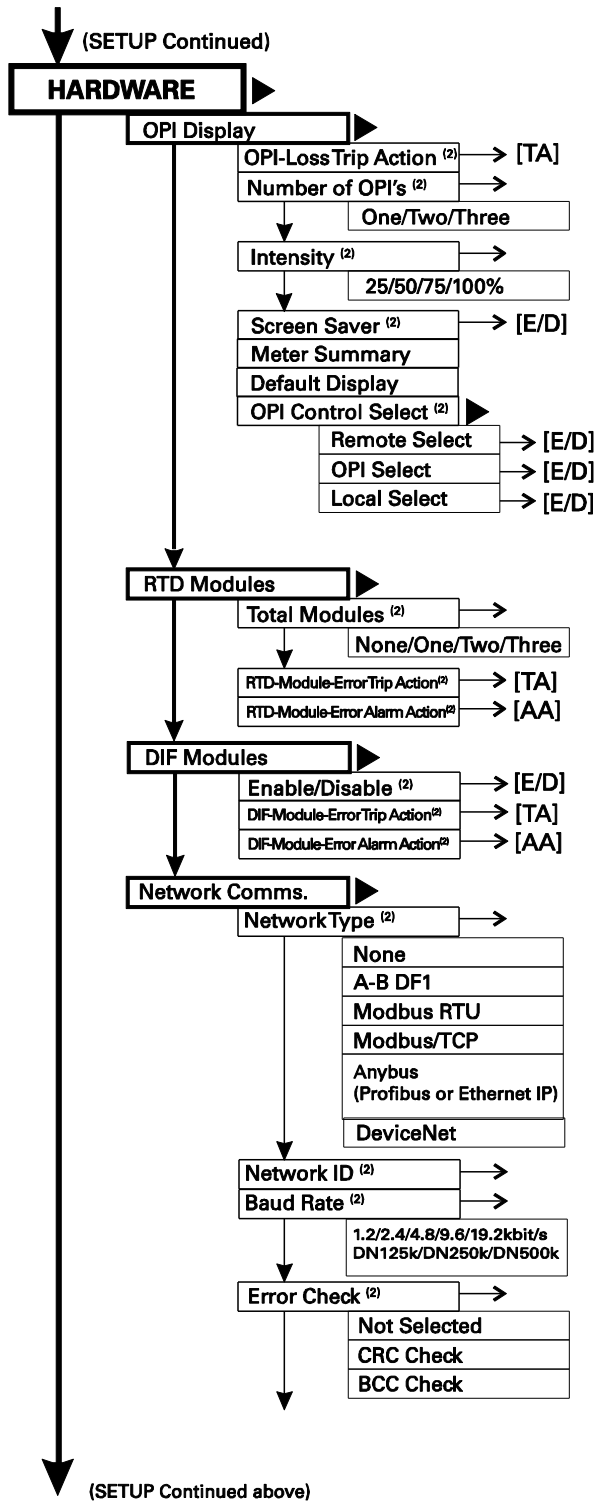 (SETUP Continued)
HARDWARE
OPI Display
OPI-Loss Trip Action (2) [TA]
Number of OPI's (2)
One/Two/Three
Intensity (2)
25/50/75/100%
Screen Saver (2) [E/D]
Meter Summary
Default Display
OPI Control Select (2)
Remote Select [E/D]
OPI Select [E/D]
Local Select [E/D]
RTD Modules
Total Modules (2)
None/One/Two/Three
RTD-Module-Error Trip Action(2) [TA]
RTD-Module-Error Alarm Action(2) [AA]
DIF Modules
Enable/Disable (2) [E/D]
DIF-Module-Error Trip Action(2) [TA]
DIF-Module-Error Alarm Action(2) [AA]
Network Comms.
Network Type (2)
None
A-B DF1
Modbus RTU
Modbus/TCP
Anybus
(Profibus or Ethernet IP)
DeviceNet
Network ID (2)
Baud Rate (2)
1.2/2.4/4.8/9.6/19.2kbit/s
DN125k/DN250k/DN500k
Error Check (2)
Not Selected
CRC Check
BCC Check
(SETUP Continued above)